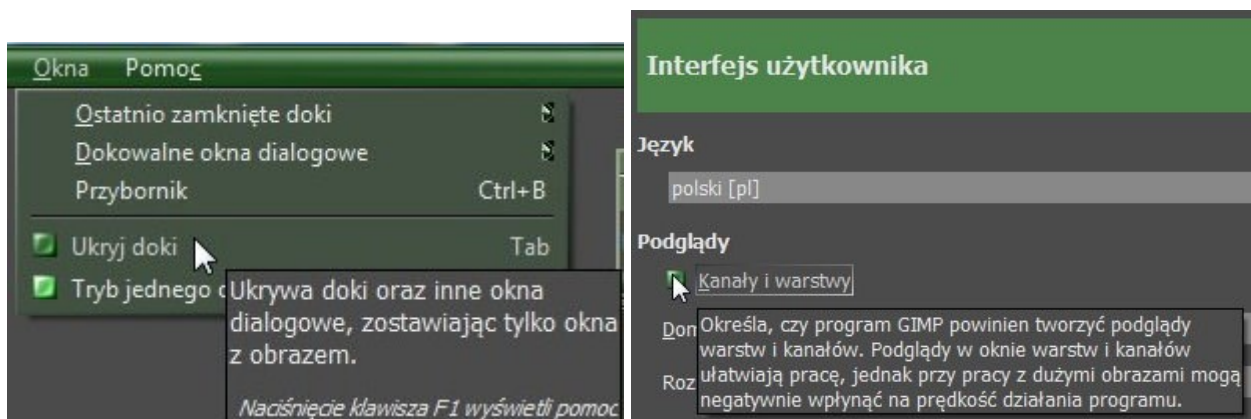 Okna Pomoc
Ostatnio zamknięte doki
Dokowalne okna dialogowe
Przybornik Ctrl+B
Ukryj doki Tab
Tryb jednego
Ukrywa doki oraz inne okna
dialogowe, zostawiając tylko okna
z obrazem.
Naciśnięcie klawisza F1 wyświetli pomoc
Interfejs użytkownika
Język
polski [pl]
Podglądy
Kanały i warstwy
Określa, czy program GIMP powinien tworzyć podglądy
warstw i kanałów. Podglądy w oknie warstw i kanałów
ułatwiają pracę, jednak przy pracy z dużymi obrazami mogą
negatywnie wpłynąć na prędkość działania programu.